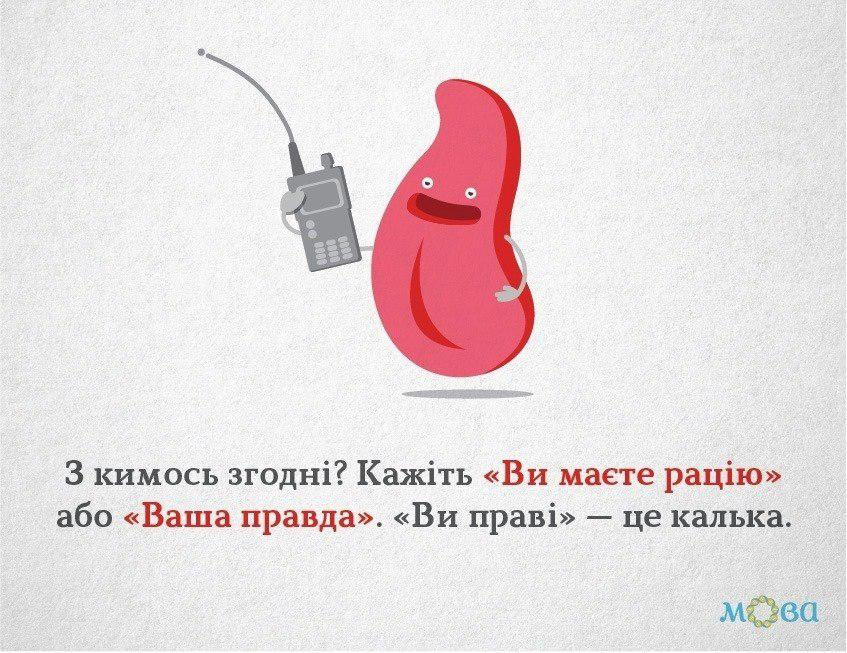 З кимось згодні? Кажіть «Ви маєте рацію»
або «Ваша правда». «Ви праві» — це калька.
мОва